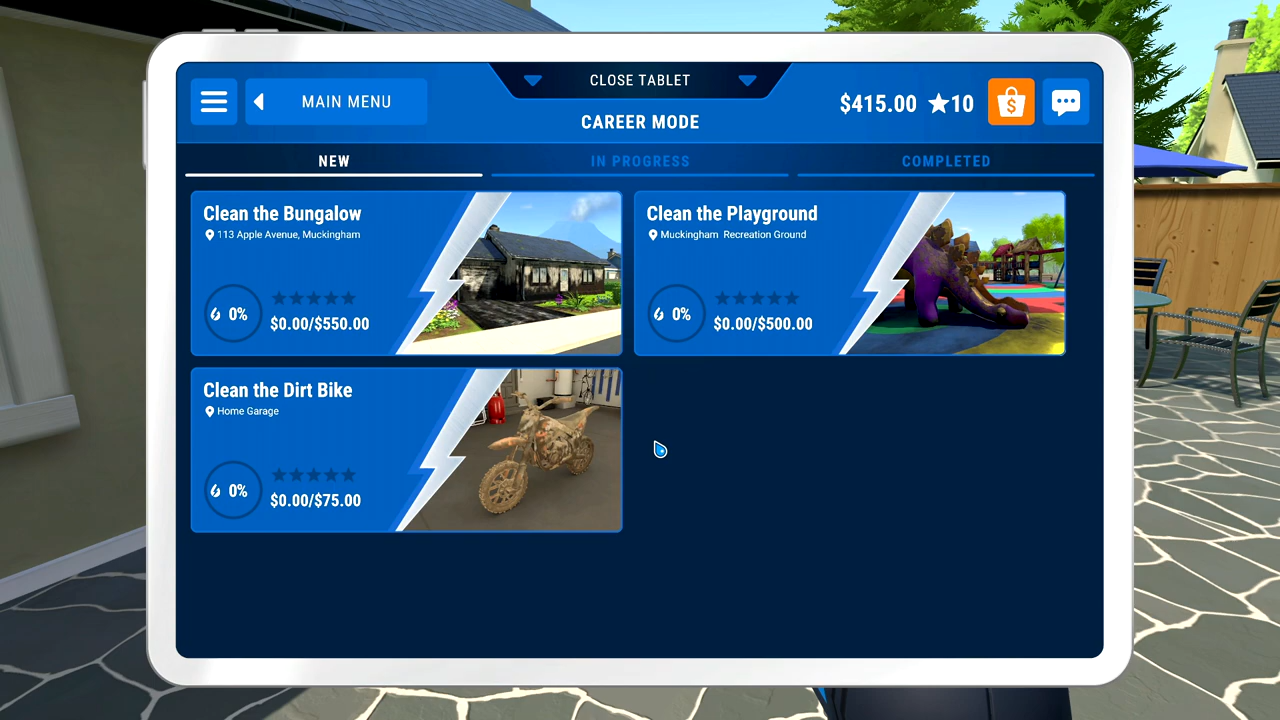 CLOSE TABLET
MAIN MENU
CAREER MODE
$415.00 ★10
NEW
IN PROGRESS
COMPLETED
Clean the Bungalow
113 Apple Avenue, Muckingham
0%
$0.00/$550.00
Clean the Playground
Muckingham Recreation Ground
0%
$0.00/$500.00
Clean the Dirt Bike
Home Garage
0%
$0.00/$75.00